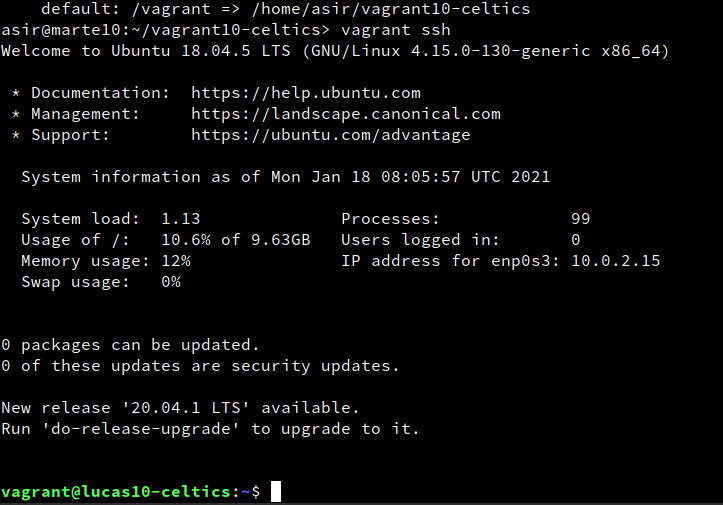 default: /vagrant => /home/asir/vagrant10-celtics
asir@marte10:~/vagrant10-celtics> vagrant ssh
Welcome to Ubuntu 18.04.5 LTS (GNU/Linux 4.15.0-130-generic x86_64)
* Documentation:  https://help.ubuntu.com
* Management:     https://landscape.canonical.com
* Support:        https://ubuntu.com/advantage
System information as of Mon Jan 18 08:05:57 UTC 2021
System load:  1.13              Processes:             99
Usage of /:   10.6% of 9.63GB   Users logged in:       0
Memory usage: 12%               IP address for enp0s3: 10.0.2.15
Swap usage:   0%
0 packages can be updated.
0 of these updates are security updates.
New release '20.04.1 LTS' available.
Run 'do-release-upgrade' to upgrade to it.
vagrant@lucas10-celtics:~$